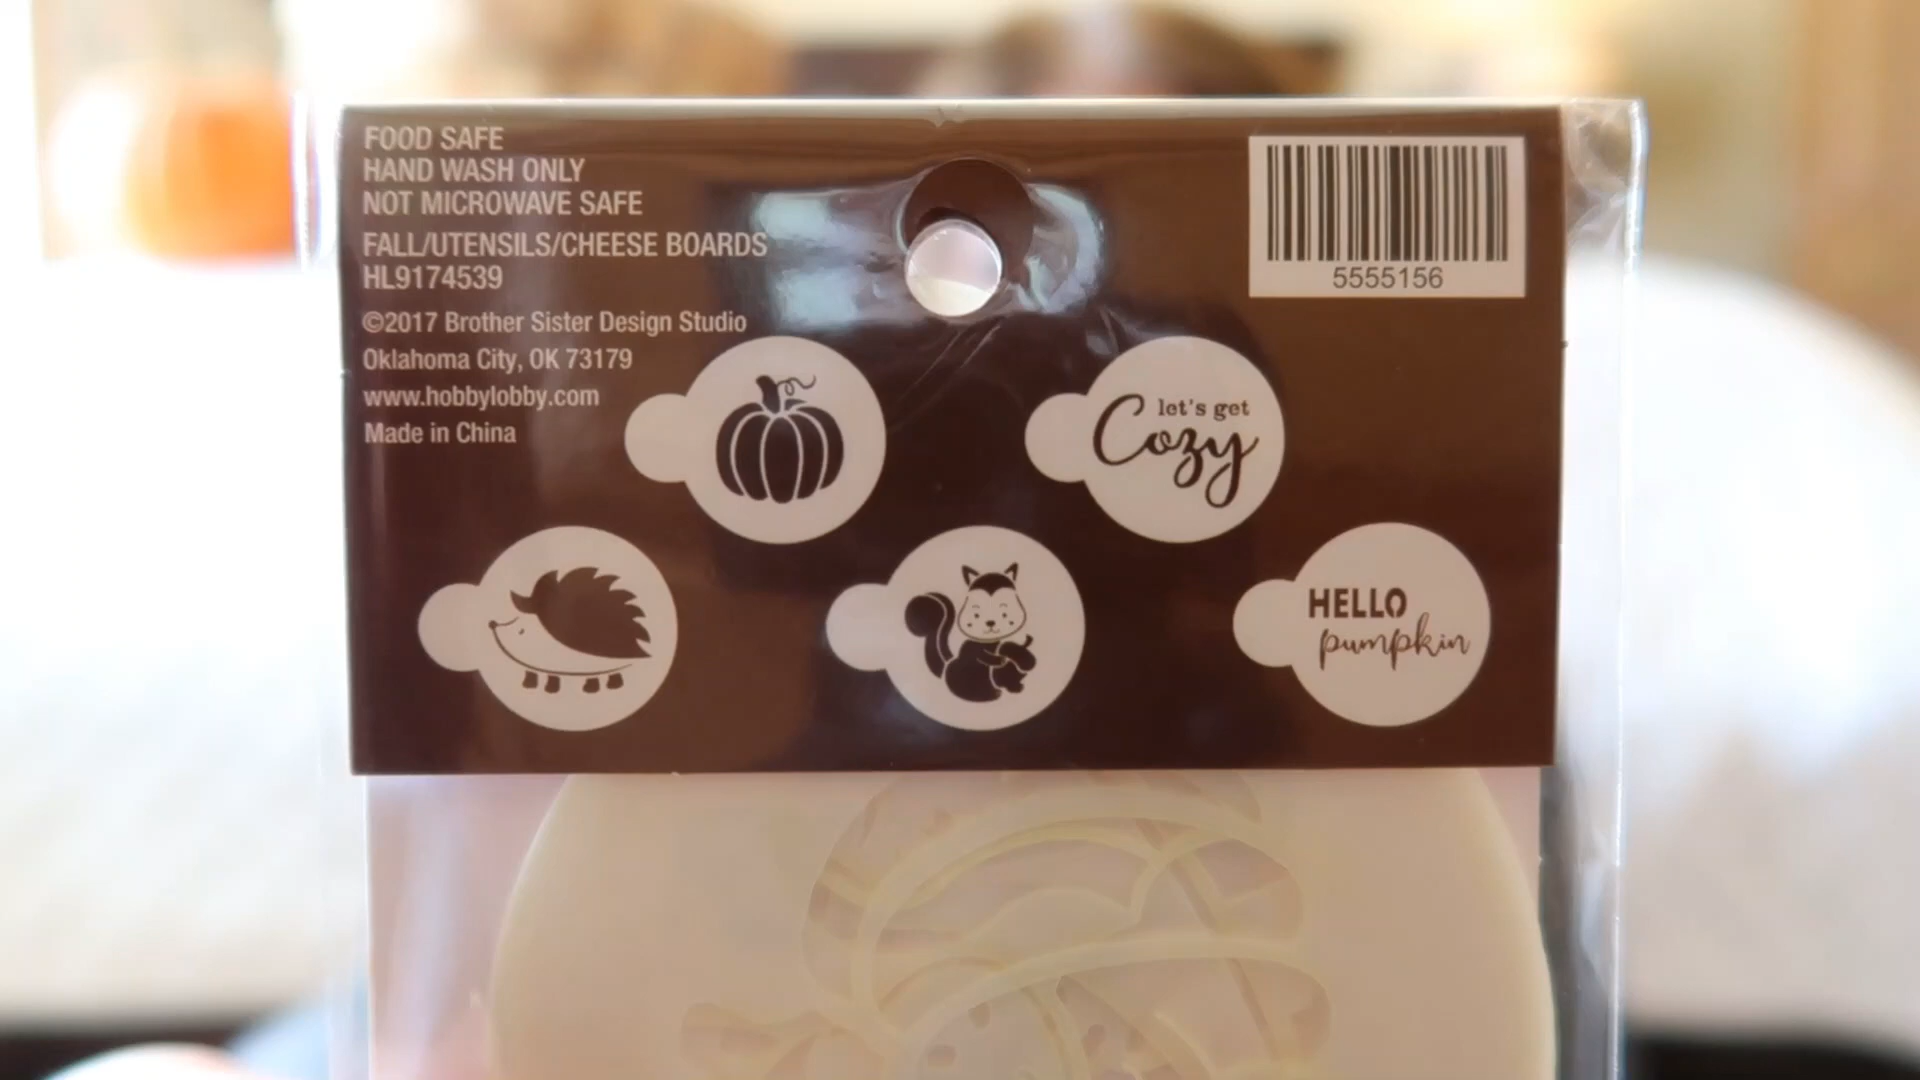 FOOD SAFE
HAND WASH ONLY
NOT MICROWAVE SAFE
FALL/UTENSILS/CHEESE BOARDS
HL9174539
©2017 Brother Sister Design Studio
Oklahoma City, OK 73179
www.hobbylobby.com
Made in China
5555156
let's get
Cozy
HELLO
pumpkin